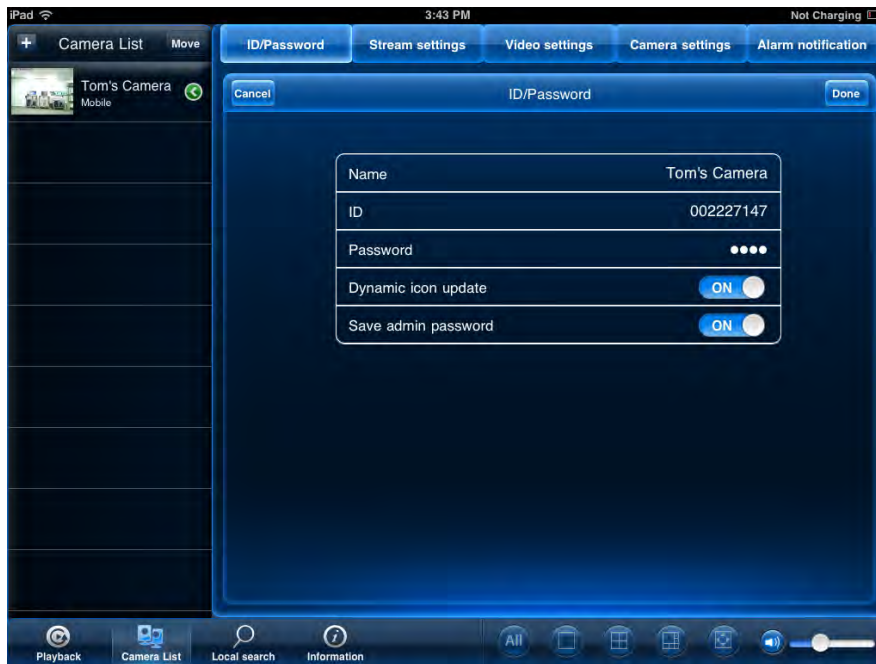 iPad 3:43 PM Not Charging
+ Camera List Move ID/Password Stream settings Video settings Camera settings Alarm notification
Tom's Camera
Mobile
Cancel ID/Password Done
Name Tom's Camera
ID 002227147
Password ●●●●
Dynamic icon update ON
Save admin password ON
All
Playback Camera List Local search Information